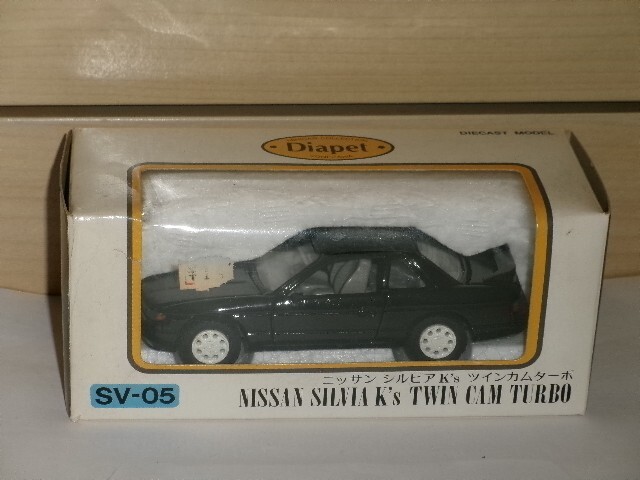 Diapet
DIECAST MODEL
SV-05
ニッサン シルビア K's ツインカムターボ
NISSAN SILVIA K's TWIN CAM TURBO